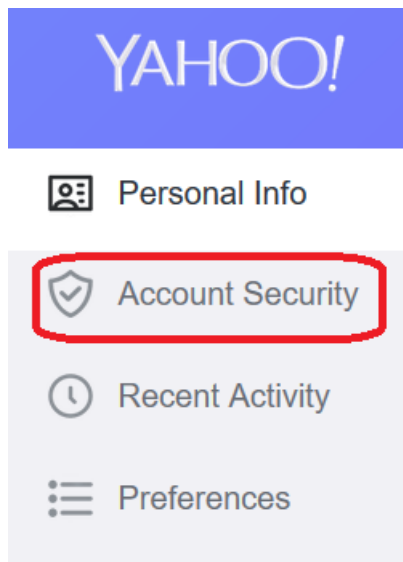 YAHOO!
Personal Info
Account Security
Recent Activity
Preferences